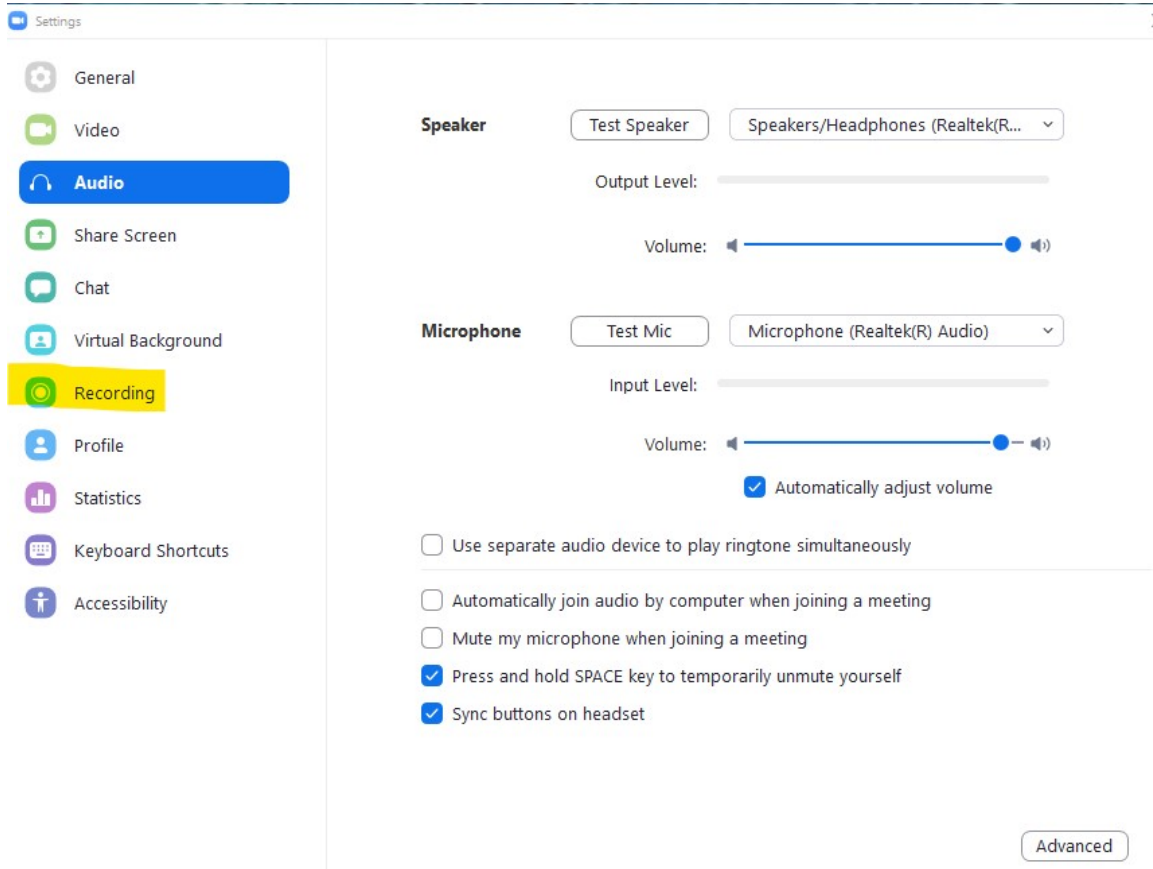 Settings
General
Video
Audio
Share Screen
Chat
Virtual Background
Recording
Profile
Statistics
Keyboard Shortcuts
Accessibility
Speaker Test Speaker Speakers/Headphones (Realtek(R...
Output Level:
Volume:
Microphone Test Mic Microphone (Realtek(R) Audio)
Input Level:
Volume:
Automatically adjust volume
Use separate audio device to play ringtone simultaneously
Automatically join audio by computer when joining a meeting
Mute my microphone when joining a meeting
Press and hold SPACE key to temporarily unmute yourself
Sync buttons on headset
Advanced